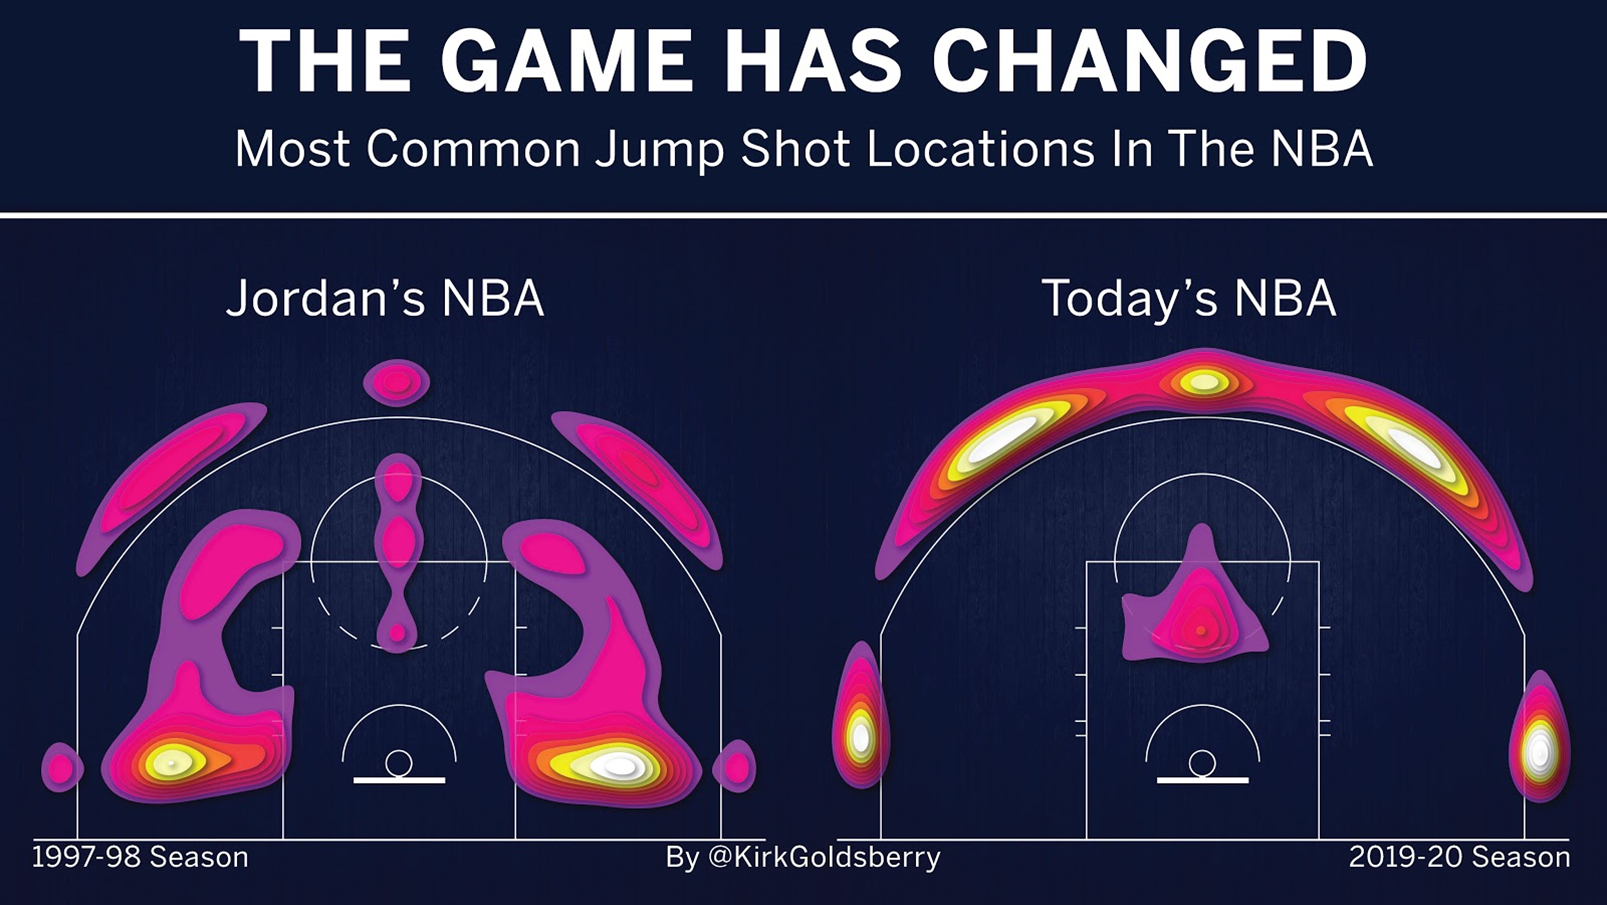 THE GAME HAS CHANGED
Most Common Jump Shot Locations In The NBA
Jordan's NBA
Today's NBA
1997-98 Season
By @KirkGoldsberry
2019-20 Season